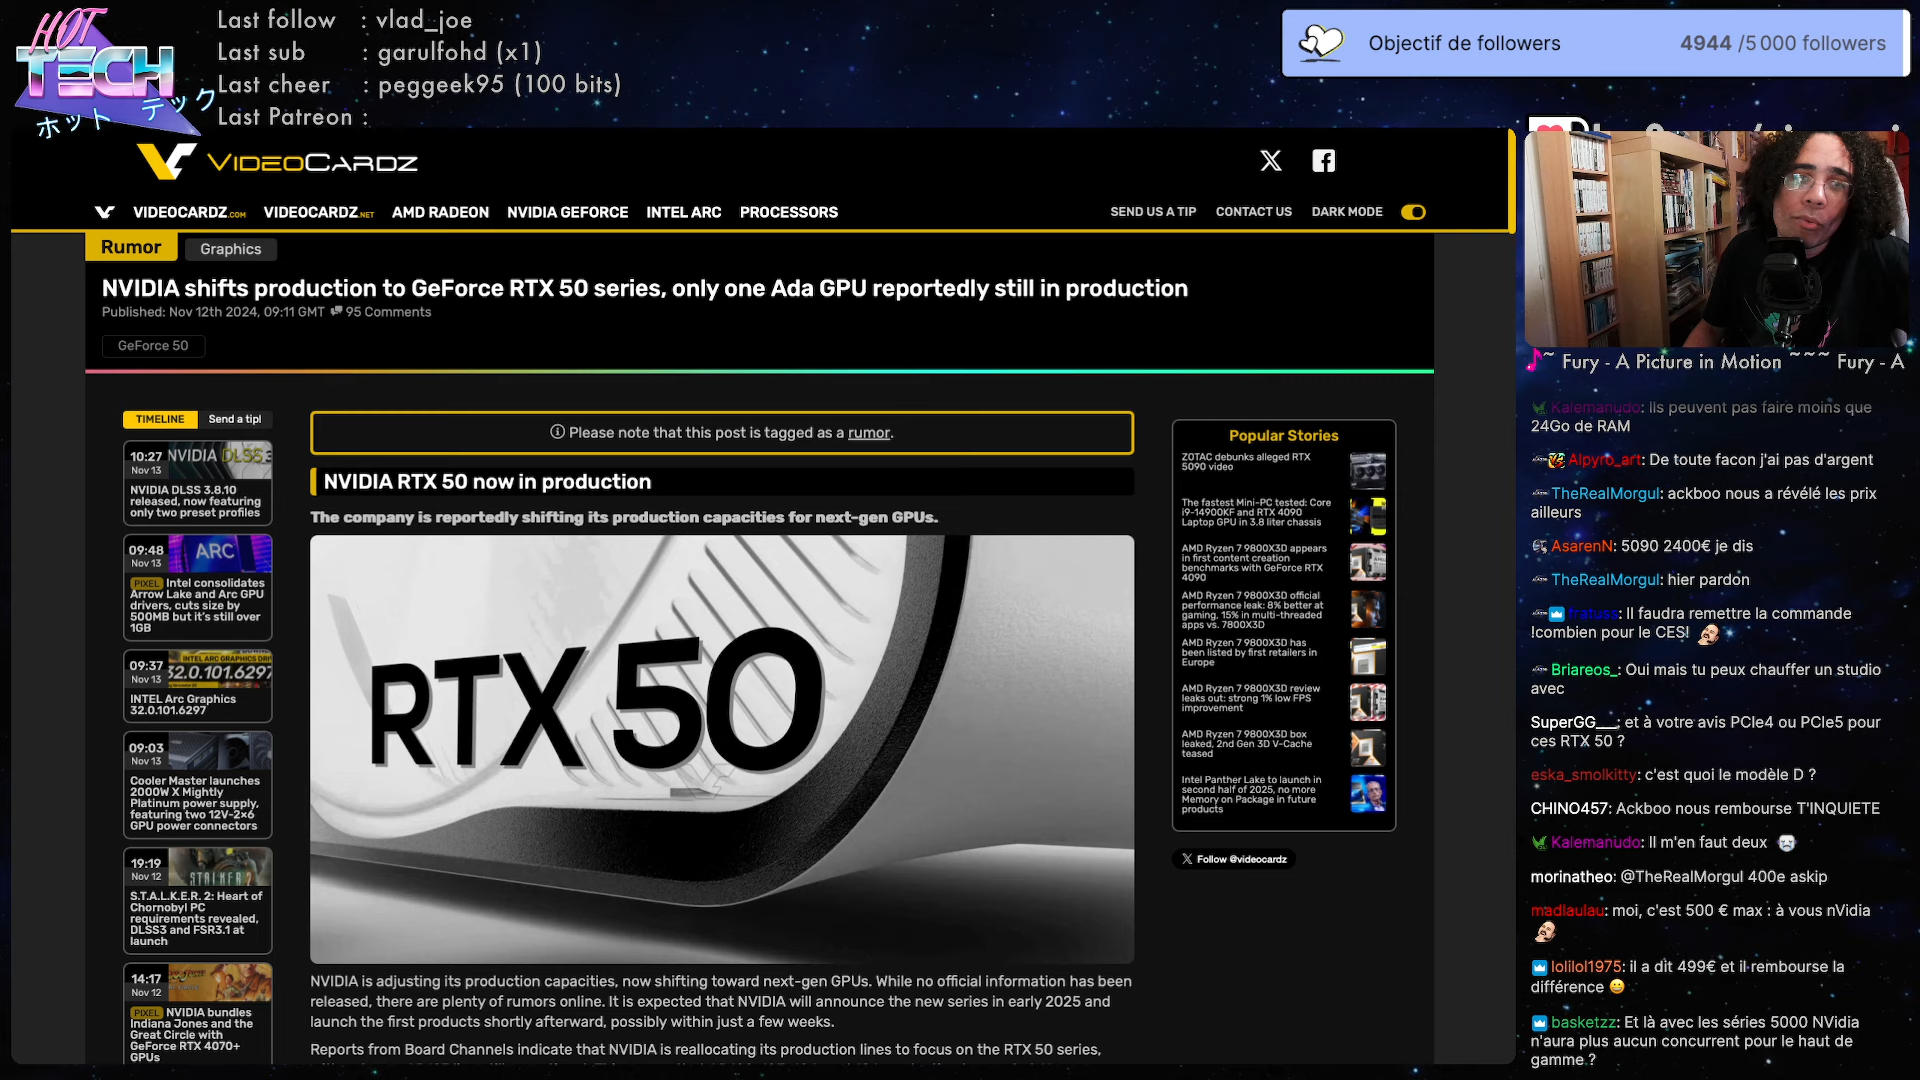 HOT
TECH
ホット テック
Last follow : vlad_joe
Last sub : garulfohd (x1)
Last cheer : peggeek95 (100 bits)
Last Patreon :
Objectif de followers
4944 /5 000 followers
VIDEOCARDZ
VIDEOCARDZ.COM VIDEOCARDZ.NET AMD RADEON NVIDIA GEFORCE INTEL ARC PROCESSORS
SEND US A TIP CONTACT US DARK MODE
Rumor Graphics
NVIDIA shifts production to GeForce RTX 50 series, only one Ada GPU reportedly still in production
Published: Nov 12th 2024, 09:11 GMT 95 Comments
GeForce 50
TIMELINE Send a tip!
10:27
Nov 13
NVIDIA DLSS 3
NVIDIA DLSS 3.8.10
released, now featuring
only two preset profiles
09:48
Nov 13
ARC
PIXEL Intel consolidates
Arrow Lake and Arc GPU
drivers, cuts size by
500MB but it's still over
1GB
09:37
Nov 13
INTEL ARC GRAPHICS DRI
32.0.101.6297
INTEL Arc Graphics
32.0.101.6297
09:03
Nov 13
Cooler Master launches
2000W X Mightly
Platinum power supply,
featuring two 12V-2×6
GPU power connectors
19:19
Nov 12
STALKER 2
S.T.A.L.K.E.R. 2: Heart of
Chornobyl PC
requirements revealed,
DLSS3 and FSR3.1 at
launch
14:17
Nov 12
PIXEL NVIDIA bundles
Indiana Jones and the
Great Circle with
GeForce RTX 4070+
GPUs
Please note that this post is tagged as a rumor.
NVIDIA RTX 50 now in production
The company is reportedly shifting its production capacities for next-gen GPUs.
RTX 50
NVIDIA is adjusting its production capacities, now shifting toward next-gen GPUs. While no official information has been
released, there are plenty of rumors online. It is expected that NVIDIA will announce the new series in early 2025 and
launch the first products shortly afterward, possibly within just a few weeks.
Reports from Board Channels indicate that NVIDIA is reallocating its production lines to focus on the RTX 50 series,
Popular Stories
ZOTAC debunks alleged RTX
5090 video
The fastest Mini-PC tested: Core
i9-14900KF and RTX 4090
Laptop GPU in 3.8 liter chassis
AMD Ryzen 7 9800X3D appears
in first content creation
benchmarks with GeForce RTX
4090
AMD Ryzen 7 9800X3D official
performance leak: 8% better at
gaming, 15% in multi-threaded
apps vs. 7800X3D
AMD Ryzen 7 9800X3D has
been listed by first retailers in
Europe
AMD Ryzen 7 9800X3D review
leaks out: strong 1% low FPS
improvement
AMD Ryzen 7 9800X3D box
leaked, 2nd Gen 3D V-Cache
teased
Intel Panther Lake to launch in
second half of 2025, no more
Memory on Package in future
products
Follow @videocardz
~ Fury - A Picture in Motion ~~~ Fury - A
Kalemanudo: Ils peuvent pas faire moins que
24Go de RAM
Alpyro_art: De toute facon j'ai pas d'argent
TheRealMorgul: ackboo nous a révélé les prix
ailleurs
AsarenN: 5090 2400€ je dis
TheRealMorgul: hier pardon
fratuss: Il faudra remettre la commande
!combien pour le CES!
Briareos_: Oui mais tu peux chauffer un studio
avec
SuperGG___: et à votre avis PCIe4 ou PCIe5 pour
ces RTX 50 ?
eska_smolkitty: c'est quoi le modèle D ?
CHINO457: Ackboo nous rembourse T'INQUIETE
Kalemanudo: Il m'en faut deux
morinatheo: @TheRealMorgul 400e askip
madlaulau: moi, c'est 500 € max : à vous nVidia
lolilol1975: il a dit 499€ et il rembourse la
différence
basketzz: Et là avec les séries 5000 NVidia
n'aura plus aucun concurrent pour le haut de
gamme ?